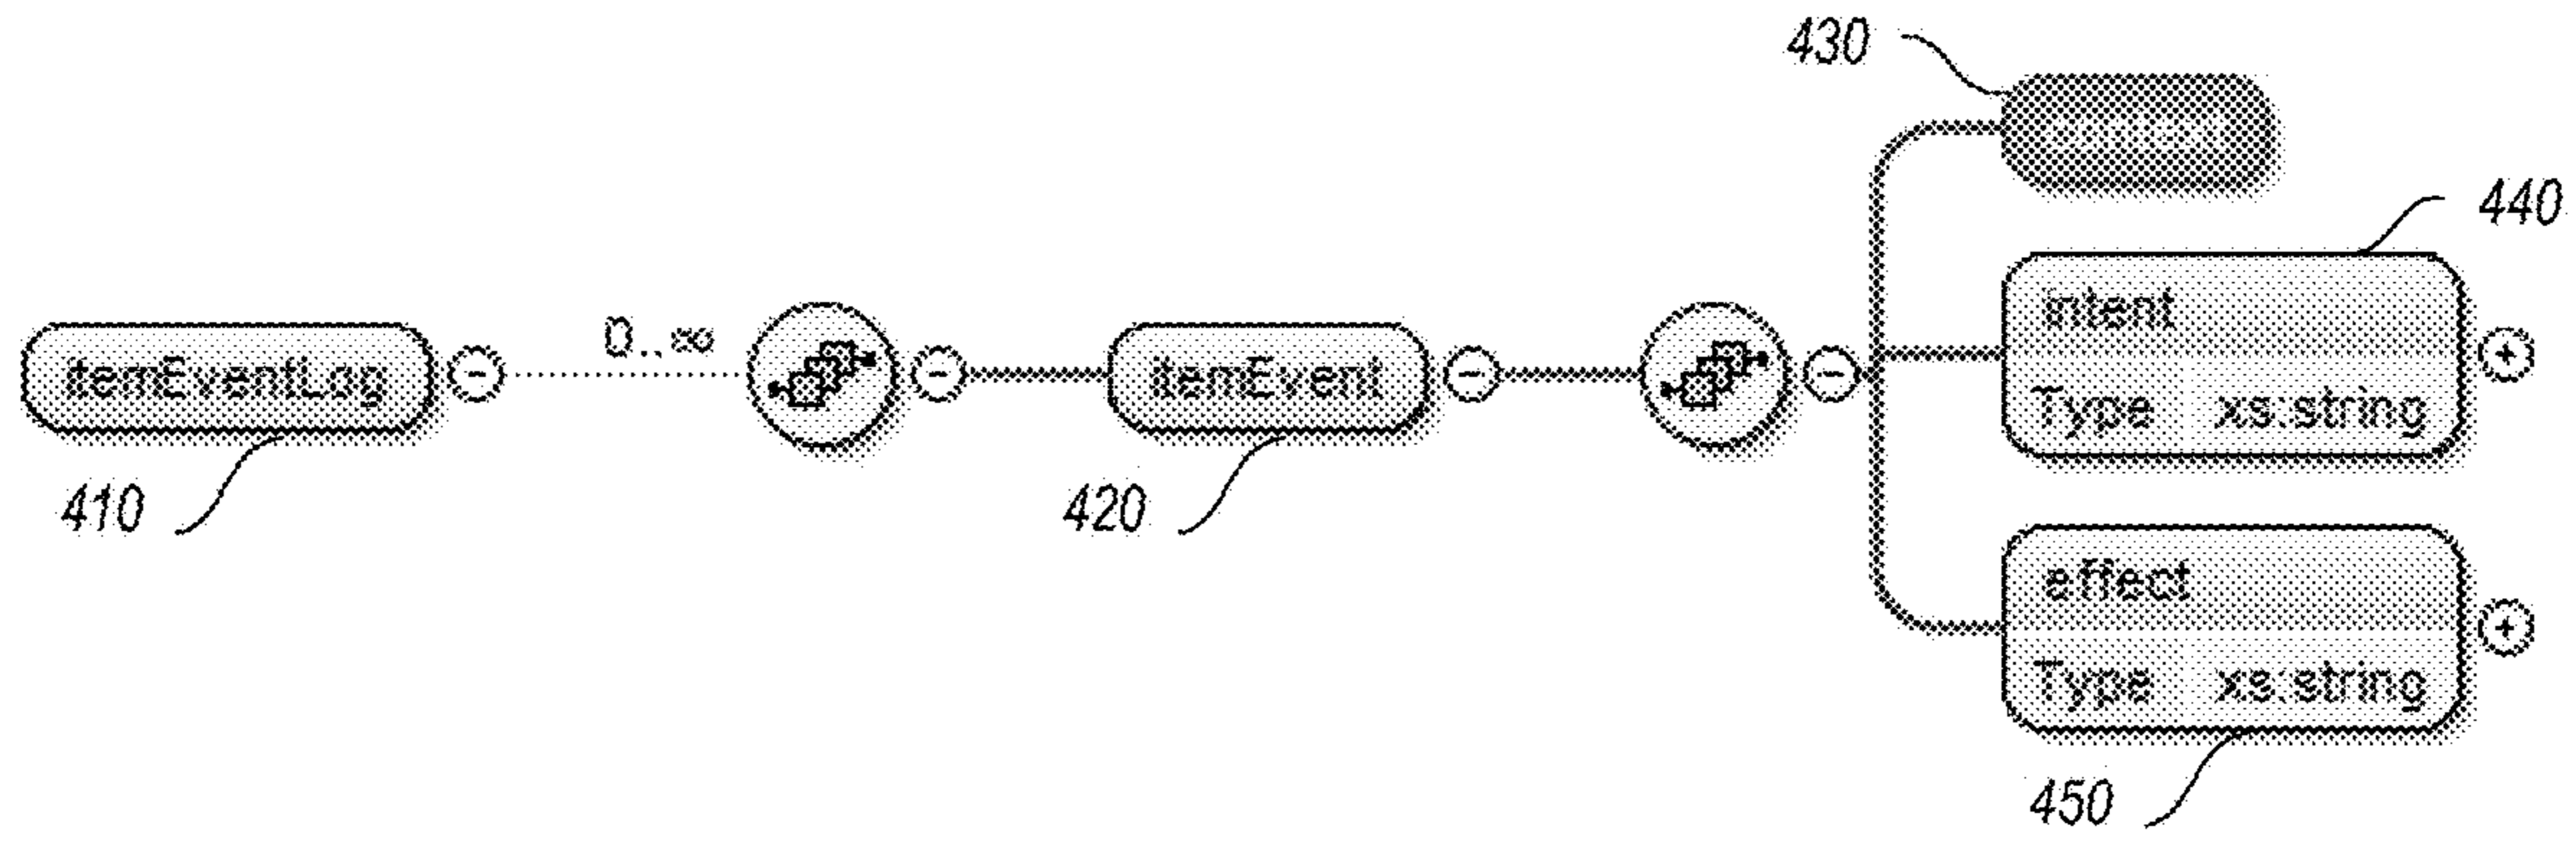 430
440
intent
Type xs:string
0..∞
itemEventLog
itemEvent
410
420
effect
Type xs:string
450